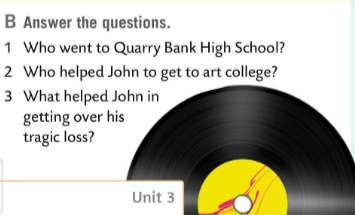 B Answer the questions.
1 Who went to Quarry Bank High School?
2 Who helped John to get to art college?
3 What helped John in
getting over his
tragic loss?
Unit 3